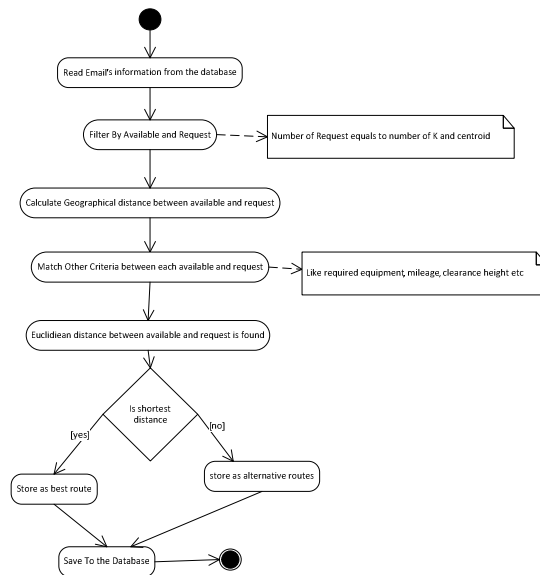 Read Email's information from the database
Filter By Available and Request
Number of Request equals to number of K and centroid
Calculate Geographical distance between available and request
Match Other Criteria between each available and request
Like required equipment, mileage, clearance height etc
Euclidiean distance between available and request is found
Is shortest
distance
[yes]
[no]
Store as best route
store as alternative routes
Save To the Database